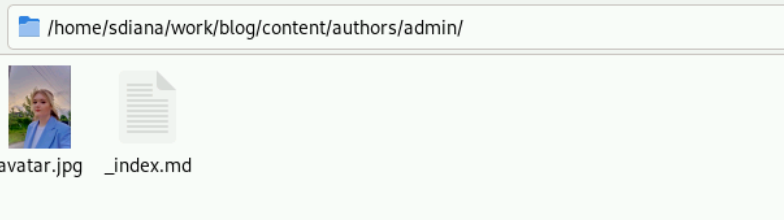 /home/sdiana/work/blog/content/authors/admin/
avatar.jpg
_index.md